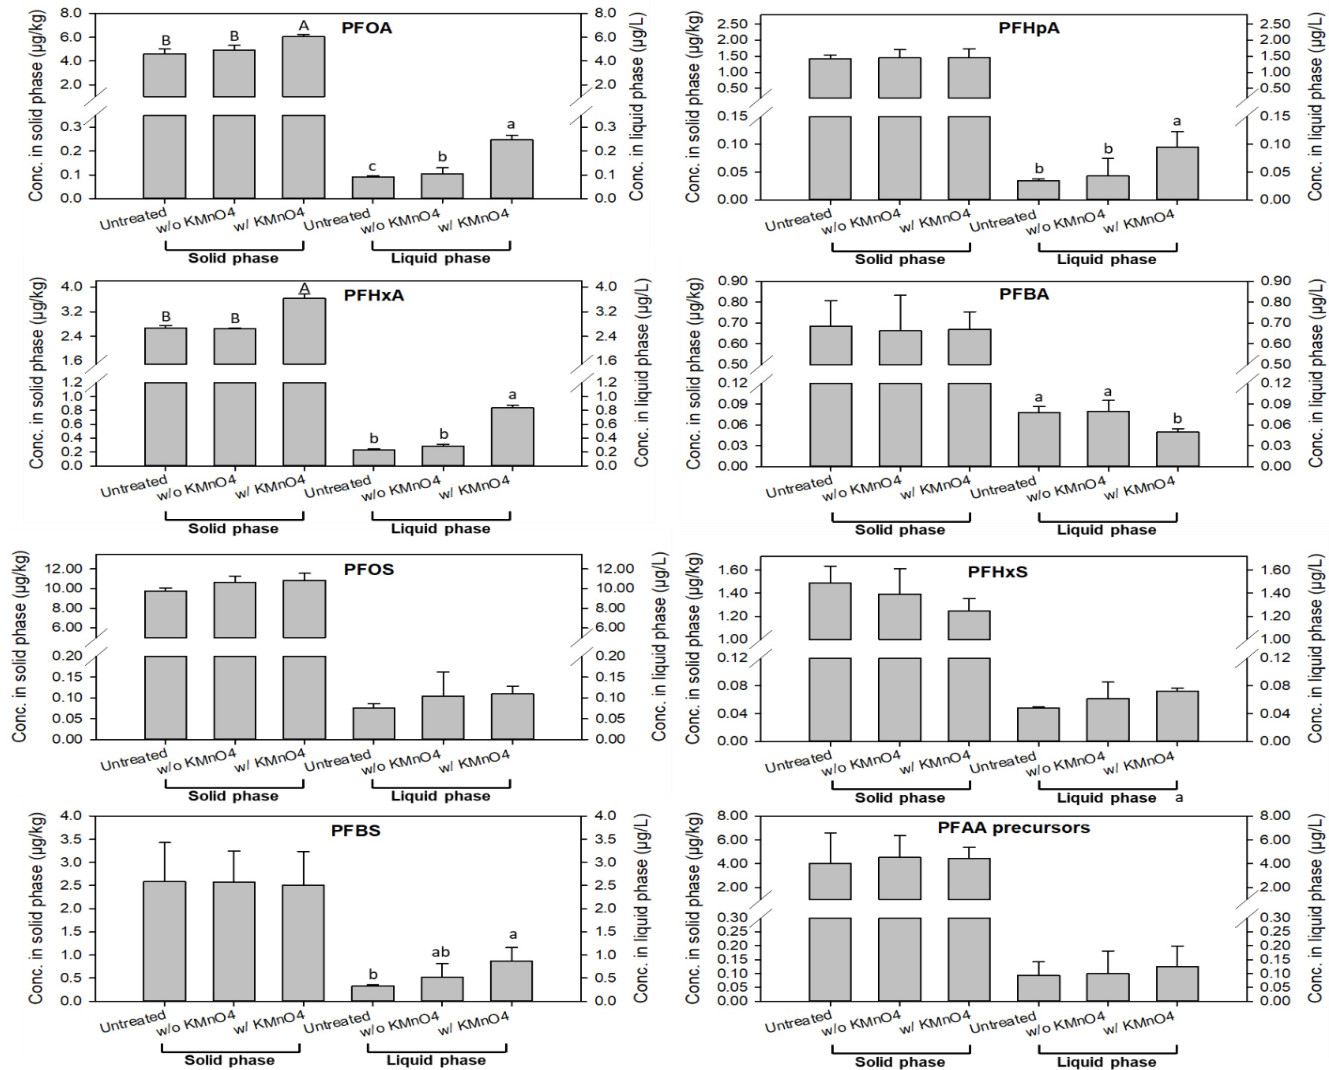 PFOA
Conc. in solid phase (µg/kg)
Conc. in liquid phase (µg/L)
8.0 8.0
6.0 6.0
4.0 4.0
2.0 2.0
0.3 0.3
0.2 0.2
0.1 0.1
0.0 0.0
B B A c b a
Untreated w/o KMnO4 w/ KMnO4 Untreated w/o KMnO4 w/ KMnO4
Solid phase Liquid phase
PFHpA
Conc. in solid phase (µg/kg)
Conc. in liquid phase (µg/L)
2.50 2.50
2.00 2.00
1.50 1.50
1.00 1.00
0.50 0.50
0.15 0.15
0.10 0.10
0.05 0.05
0.00 0.00
b b a
Untreated w/o KMnO4 w/ KMnO4 Untreated w/o KMnO4 w/ KMnO4
Solid phase Liquid phase
PFHxA
Conc. in solid phase (µg/kg)
Conc. in liquid phase (µg/L)
4.0 4.0
3.2 3.2
2.4 2.4
1.6 1.6
1.2 1.2
1.0 1.0
0.8 0.8
0.6 0.6
0.4 0.4
0.2 0.2
0.0 0.0
B B A b b a
Untreated w/o KMnO4 w/ KMnO4 Untreated w/o KMnO4 w/ KMnO4
Solid phase Liquid phase
PFBA
Conc. in solid phase (µg/kg)
Conc. in liquid phase (µg/L)
0.90 0.90
0.80 0.80
0.70 0.70
0.60 0.60
0.50 0.50
0.12 0.12
0.09 0.09
0.06 0.06
0.03 0.03
0.00 0.00
a a b
Untreated w/o KMnO4 w/ KMnO4 Untreated w/o KMnO4 w/ KMnO4
Solid phase Liquid phase
PFOS
Conc. in solid phase (µg/kg)
Conc. in liquid phase (µg/L)
12.00 12.00
10.00 10.00
8.00 8.00
6.00 6.00
0.20 0.20
0.15 0.15
0.10 0.10
0.05 0.05
0.00 0.00
Untreated w/o KMnO4 w/ KMnO4 Untreated w/o KMnO4 w/ KMnO4
Solid phase Liquid phase
PFHxS
Conc. in solid phase (µg/kg)
Conc. in liquid phase (µg/L)
1.60 1.60
1.40 1.40
1.20 1.20
1.00 1.00
0.12 0.12
0.08 0.08
0.04 0.04
0.00 0.00
Untreated w/o KMnO4 w/ KMnO4 Untreated w/o KMnO4 w/ KMnO4
Solid phase Liquid phase
a
PFBS
Conc. in solid phase (µg/kg)
Conc. in liquid phase (µg/L)
4.0 4.0
3.5 3.5
3.0 3.0
2.5 2.5
2.0 2.0
1.5 1.5
1.0 1.0
0.5 0.5
0.0 0.0
b ab a
Untreated w/o KMnO4 w/ KMnO4 Untreated w/o KMnO4 w/ KMnO4
Solid phase Liquid phase
PFAA precursors
Conc. in solid phase (µg/kg)
Conc. in liquid phase (µg/L)
8.00 8.00
6.00 6.00
4.00 4.00
2.00 2.00
0.30 0.30
0.25 0.25
0.20 0.20
0.15 0.15
0.10 0.10
0.05 0.05
0.00 0.00
Untreated w/o KMnO4 w/ KMnO4 Untreated w/o KMnO4 w/ KMnO4
Solid phase Liquid phase